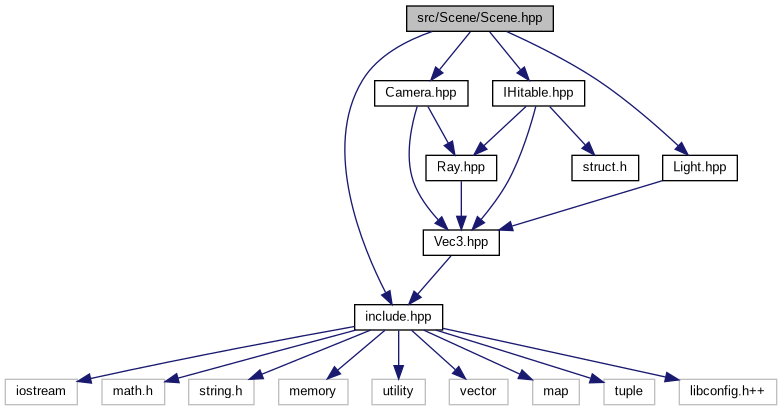 src/Scene/Scene.hpp
Camera.hpp
IHitable.hpp
Ray.hpp
struct.h
Light.hpp
Vec3.hpp
include.hpp
iostream
math.h
string.h
memory
utility
vector
map
tuple
libconfig.h++